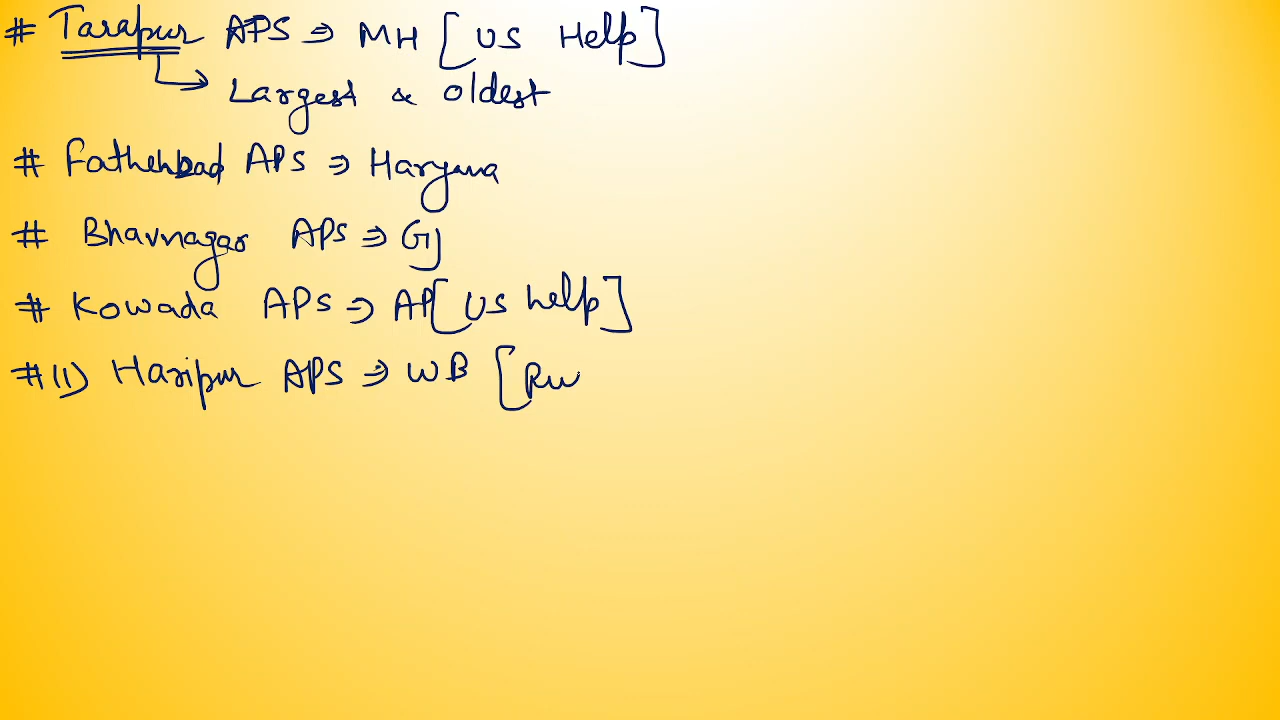 # Tarapur APS ⇒ MH [US Help]
↳ Largest & Oldest
# Fatehbad APS ⇒ Haryana
# Bhavnagar APS ⇒ GJ
# Kowada APS ⇒ AP [US help]
# 11) Haripur APS ⇒ WB [Ru